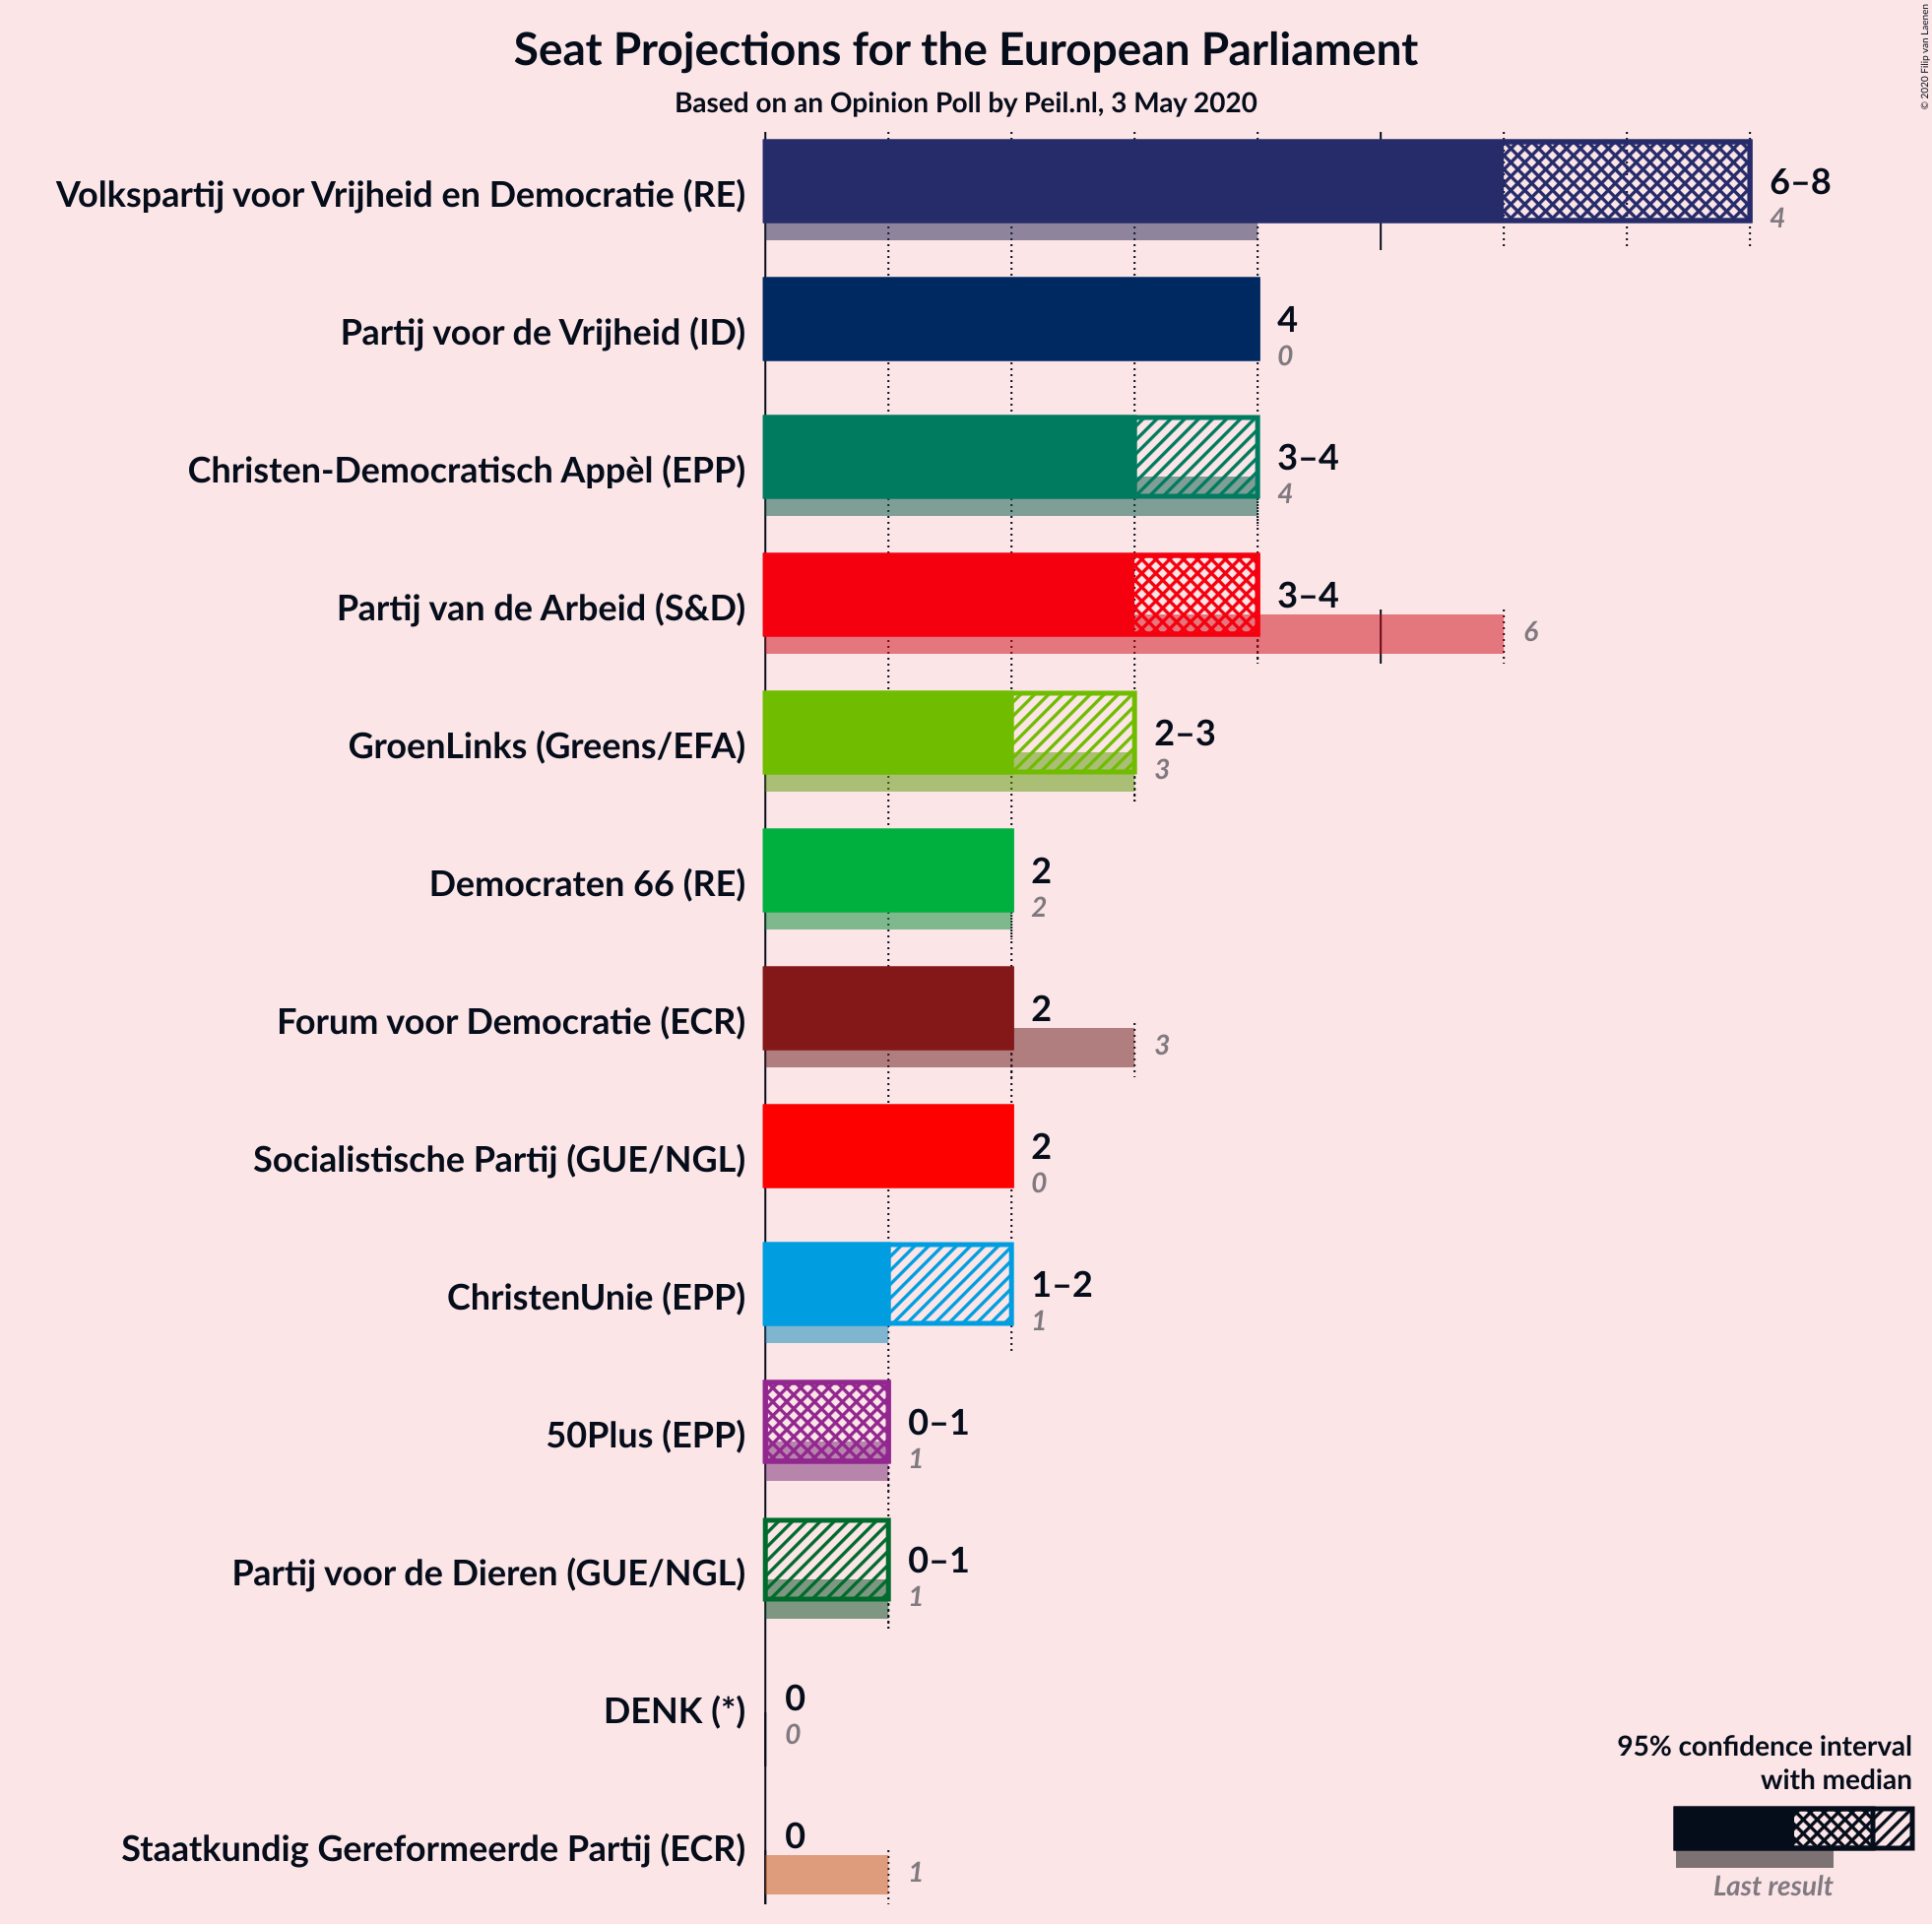 Seat Projections for the European Parliament
Based on an Opinion Poll by Peil.nl, 3 May 2020
© 2020 Filip van Laenen
Volkspartij voor Vrijheid en Democratie (RE)
6–8
4
Partij voor de Vrijheid (ID)
4
0
Christen-Democratisch Appèl (EPP)
3–4
4
Partij van de Arbeid (S&D)
3–4
6
GroenLinks (Greens/EFA)
2–3
3
Democraten 66 (RE)
2
2
Forum voor Democratie (ECR)
2
3
Socialistische Partij (GUE/NGL)
2
0
ChristenUnie (EPP)
1–2
1
50Plus (EPP)
0–1
1
Partij voor de Dieren (GUE/NGL)
0–1
1
DENK (*)
0
0
Staatkundig Gereformeerde Partij (ECR)
0
1
95% confidence interval
with median
Last result